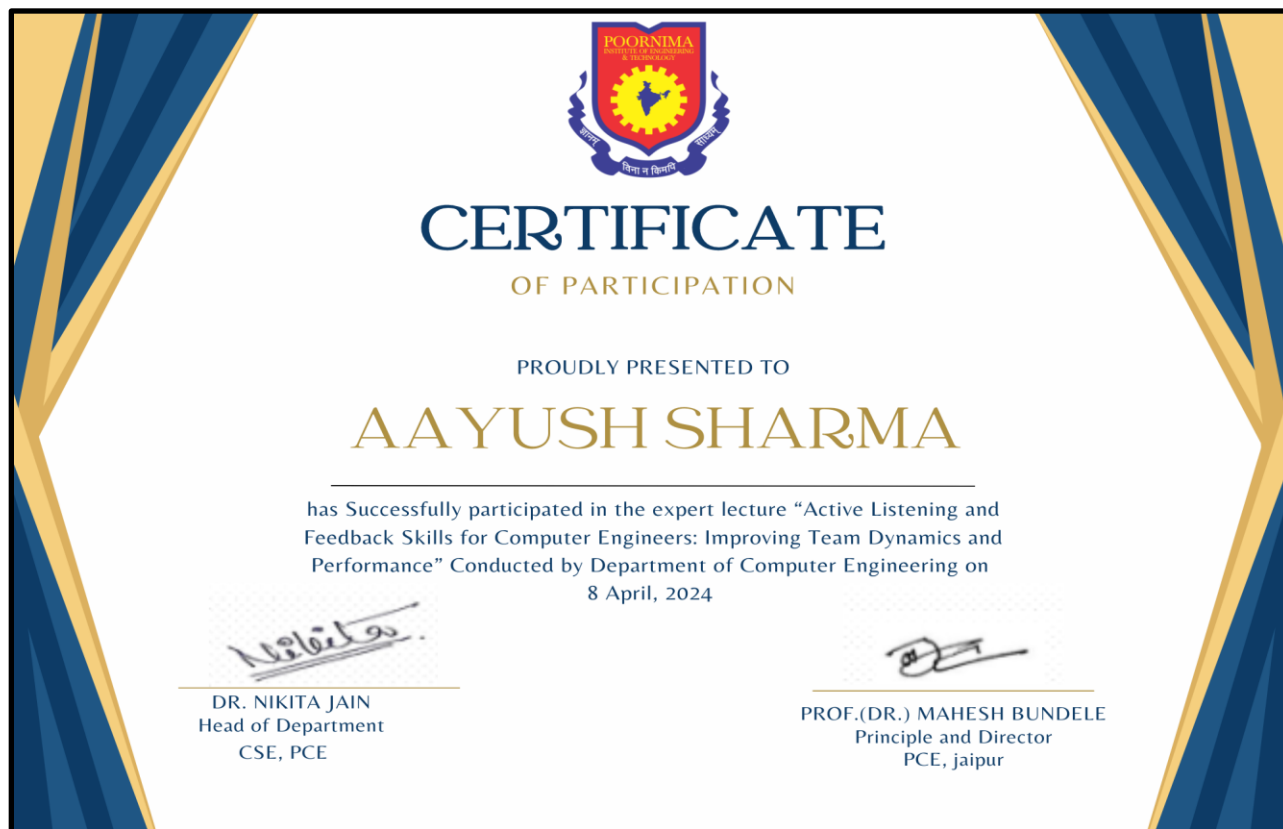 POORNIMA
INSTITUTE OF ENGINEERING
& TECHNOLOGY
ज्ञानम्
विना न किमपि
साध्यम्
CERTIFICATE
OF PARTICIPATION
PROUDLY PRESENTED TO
AAYUSH SHARMA
has Successfully participated in the expert lecture “Active Listening and
Feedback Skills for Computer Engineers: Improving Team Dynamics and
Performance” Conducted by Department of Computer Engineering on
8 April, 2024
Nikita
DR. NIKITA JAIN
Head of Department
CSE, PCE
PROF.(DR.) MAHESH BUNDELE
Principle and Director
PCE, jaipur